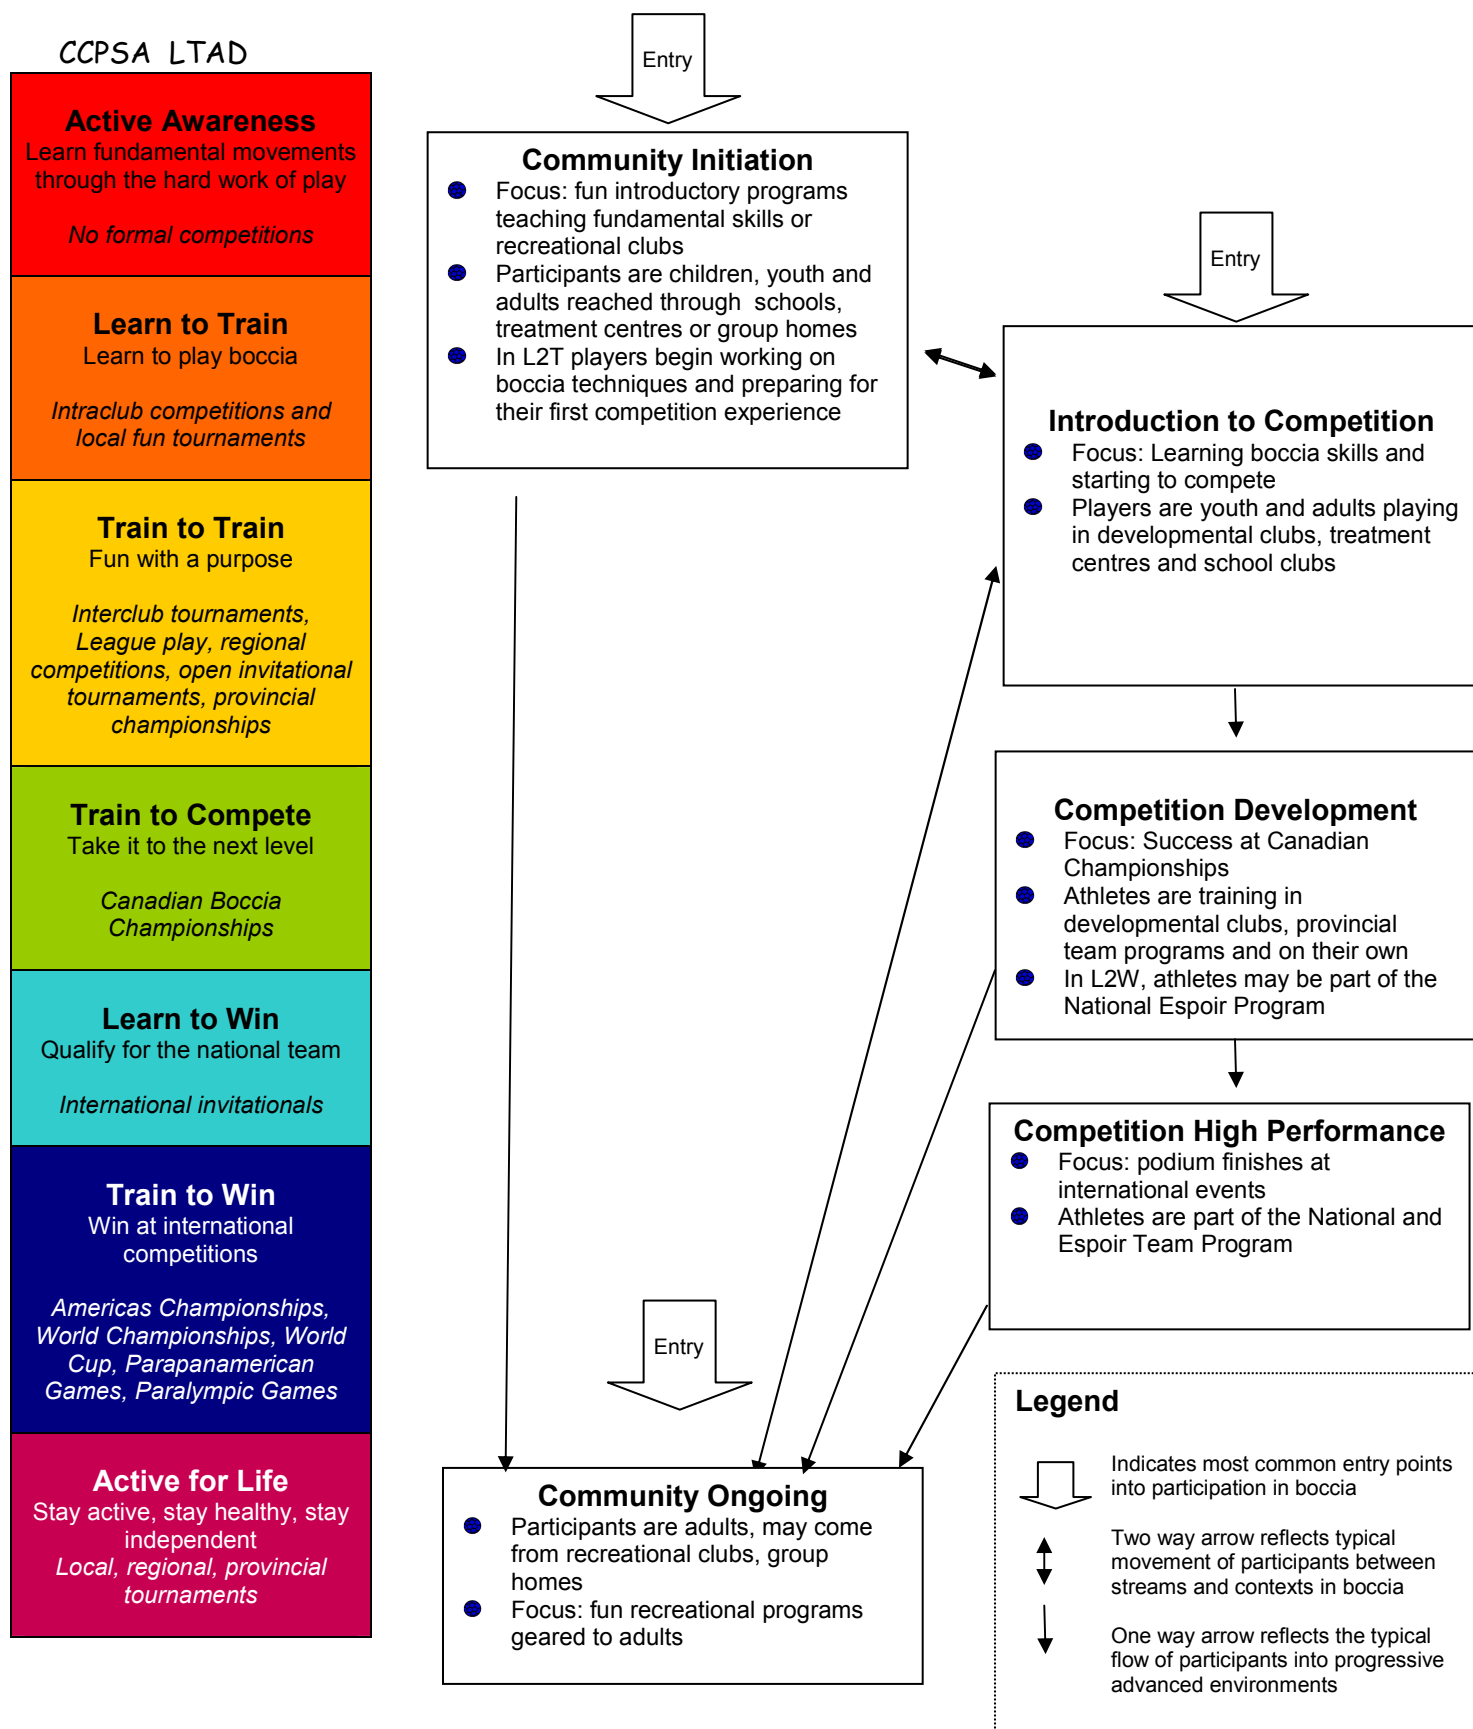 CCPSA LTAD
Active Awareness
Learn fundamental movements
through the hard work of play
No formal competitions
Learn to Train
Learn to play boccia
Intraclub competitions and
local fun tournaments
Train to Train
Fun with a purpose
Interclub tournaments,
League play, regional
competitions, open invitational
tournaments, provincial
championships
Train to Compete
Take it to the next level
Canadian Boccia
Championships
Learn to Win
Qualify for the national team
International invitationals
Train to Win
Win at international
competitions
Americas Championships,
World Championships, World
Cup, Parapanamerican
Games, Paralympic Games
Active for Life
Stay active, stay healthy, stay
independent
Local, regional, provincial
tournaments
Entry
Community Initiation
Focus: fun introductory programs
teaching fundamental skills or
recreational clubs
Participants are children, youth and
adults reached through schools,
treatment centres or group homes
In L2T players begin working on
boccia techniques and preparing for
their first competition experience
Entry
Introduction to Competition
Focus: Learning boccia skills and
starting to compete
Players are youth and adults playing
in developmental clubs, treatment
centres and school clubs
Competition Development
Focus: Success at Canadian
Championships
Athletes are training in
developmental clubs, provincial
team programs and on their own
In L2W, athletes may be part of the
National Espoir Program
Competition High Performance
Focus: podium finishes at
international events
Athletes are part of the National and
Espoir Team Program
Entry
Community Ongoing
Participants are adults, may come
from recreational clubs, group
homes
Focus: fun recreational programs
geared to adults
Legend
Indicates most common entry points
into participation in boccia
Two way arrow reflects typical
movement of participants between
streams and contexts in boccia
One way arrow reflects the typical
flow of participants into progressive
advanced environments